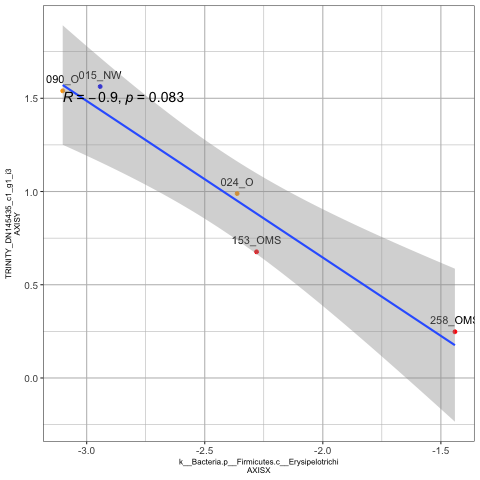 090_O
015_NW
R = −0.9, p = 0.083
024_O
153_OMS
258_OMS
1.5
1.0
0.5
0.0
-3.0 -2.5 -2.0 -1.5
k__Bacteria.p__Firmicutes.c__Erysipelotrichi
AXISX
TRINITY_DN145435_c1_g1_i3
AXISY